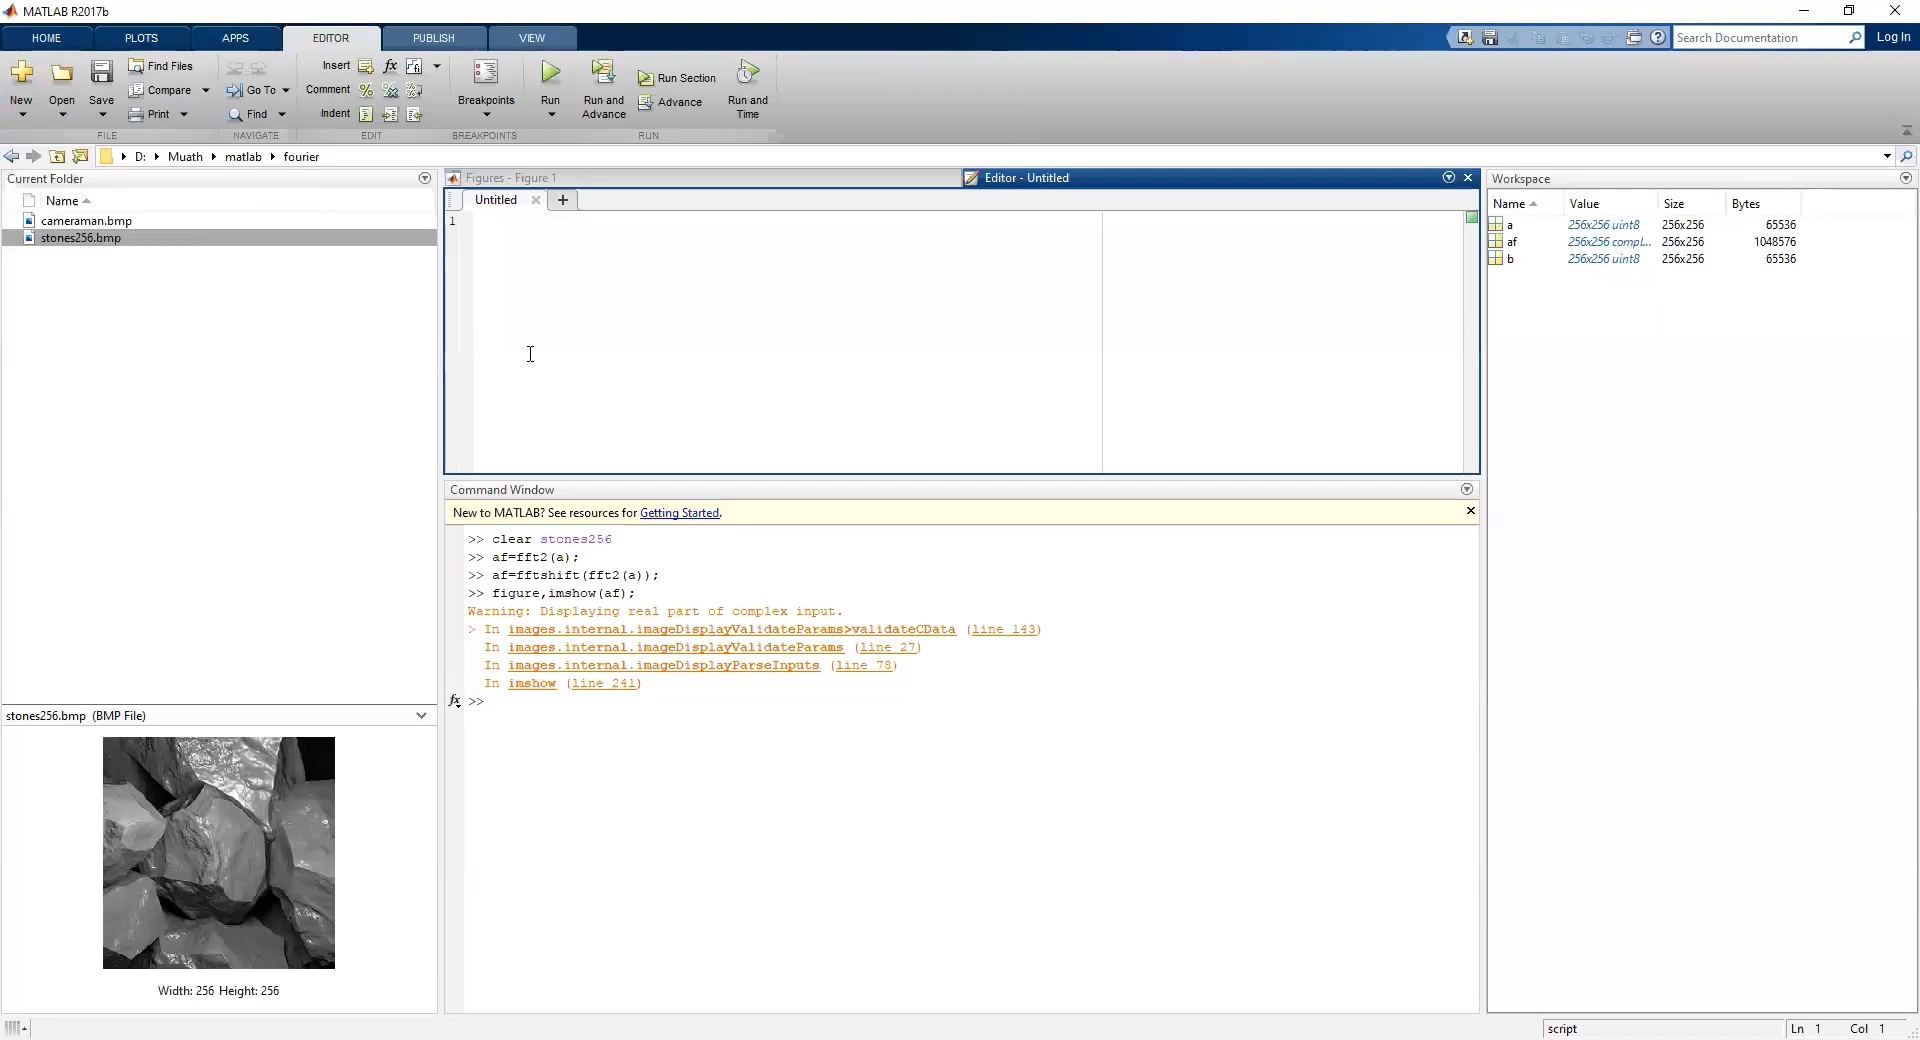 MATLAB R2017b
HOME PLOTS APPS EDITOR PUBLISH VIEW
Search Documentation
Log In
New
Open
Save
Find Files
Compare
Print
FILE
Go To
Find
NAVIGATE
Insert fx
Comment
Indent
EDIT
Breakpoints
BREAKPOINTS
Run
Run and Advance
Run Section
Advance
Run and Time
RUN
D: Muath matlab fourier
Current Folder
Name
cameraman.bmp
stones256.bmp
stones256.bmp (BMP File)
Width: 256 Height: 256
Figures - Figure 1
Editor - Untitled
Untitled
1
Command Window
New to MATLAB? See resources for Getting Started.
>> clear stones256
>> af=fft2(a);
>> af=fftshift(fft2(a));
>> figure,imshow(af);
Warning: Displaying real part of complex input.
> In images.internal.imageDisplayValidateParams>validateCData (line 143)
In images.internal.imageDisplayValidateParams (line 27)
In images.internal.imageDisplayParseInputs (line 78)
In imshow (line 241)
fx >>
Workspace
Name Value Size Bytes
a 256x256 uint8 256x256 65536
af 256x256 compl... 256x256 1048576
b 256x256 uint8 256x256 65536
script
Ln 1 Col 1